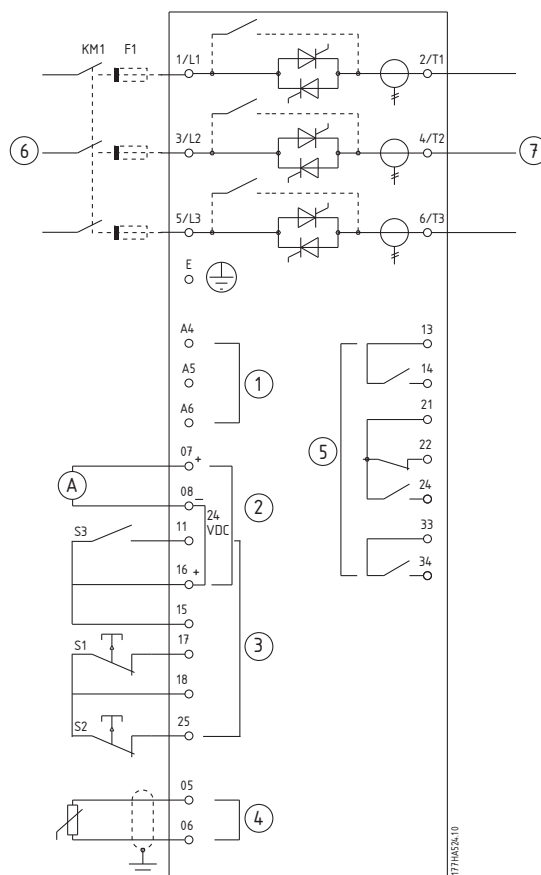 KM1 F1 1/L1 2/T1
6 3/L2 4/T2 7
5/L3 6/T3
E
A4 13
A5 1 14
A6 21
07 + 5 22
A 08 – 24 VDC 2 24
S3 11 33
16 + 34
15
S1 17 3
18
S2 25
05
4
06
177HA524.10